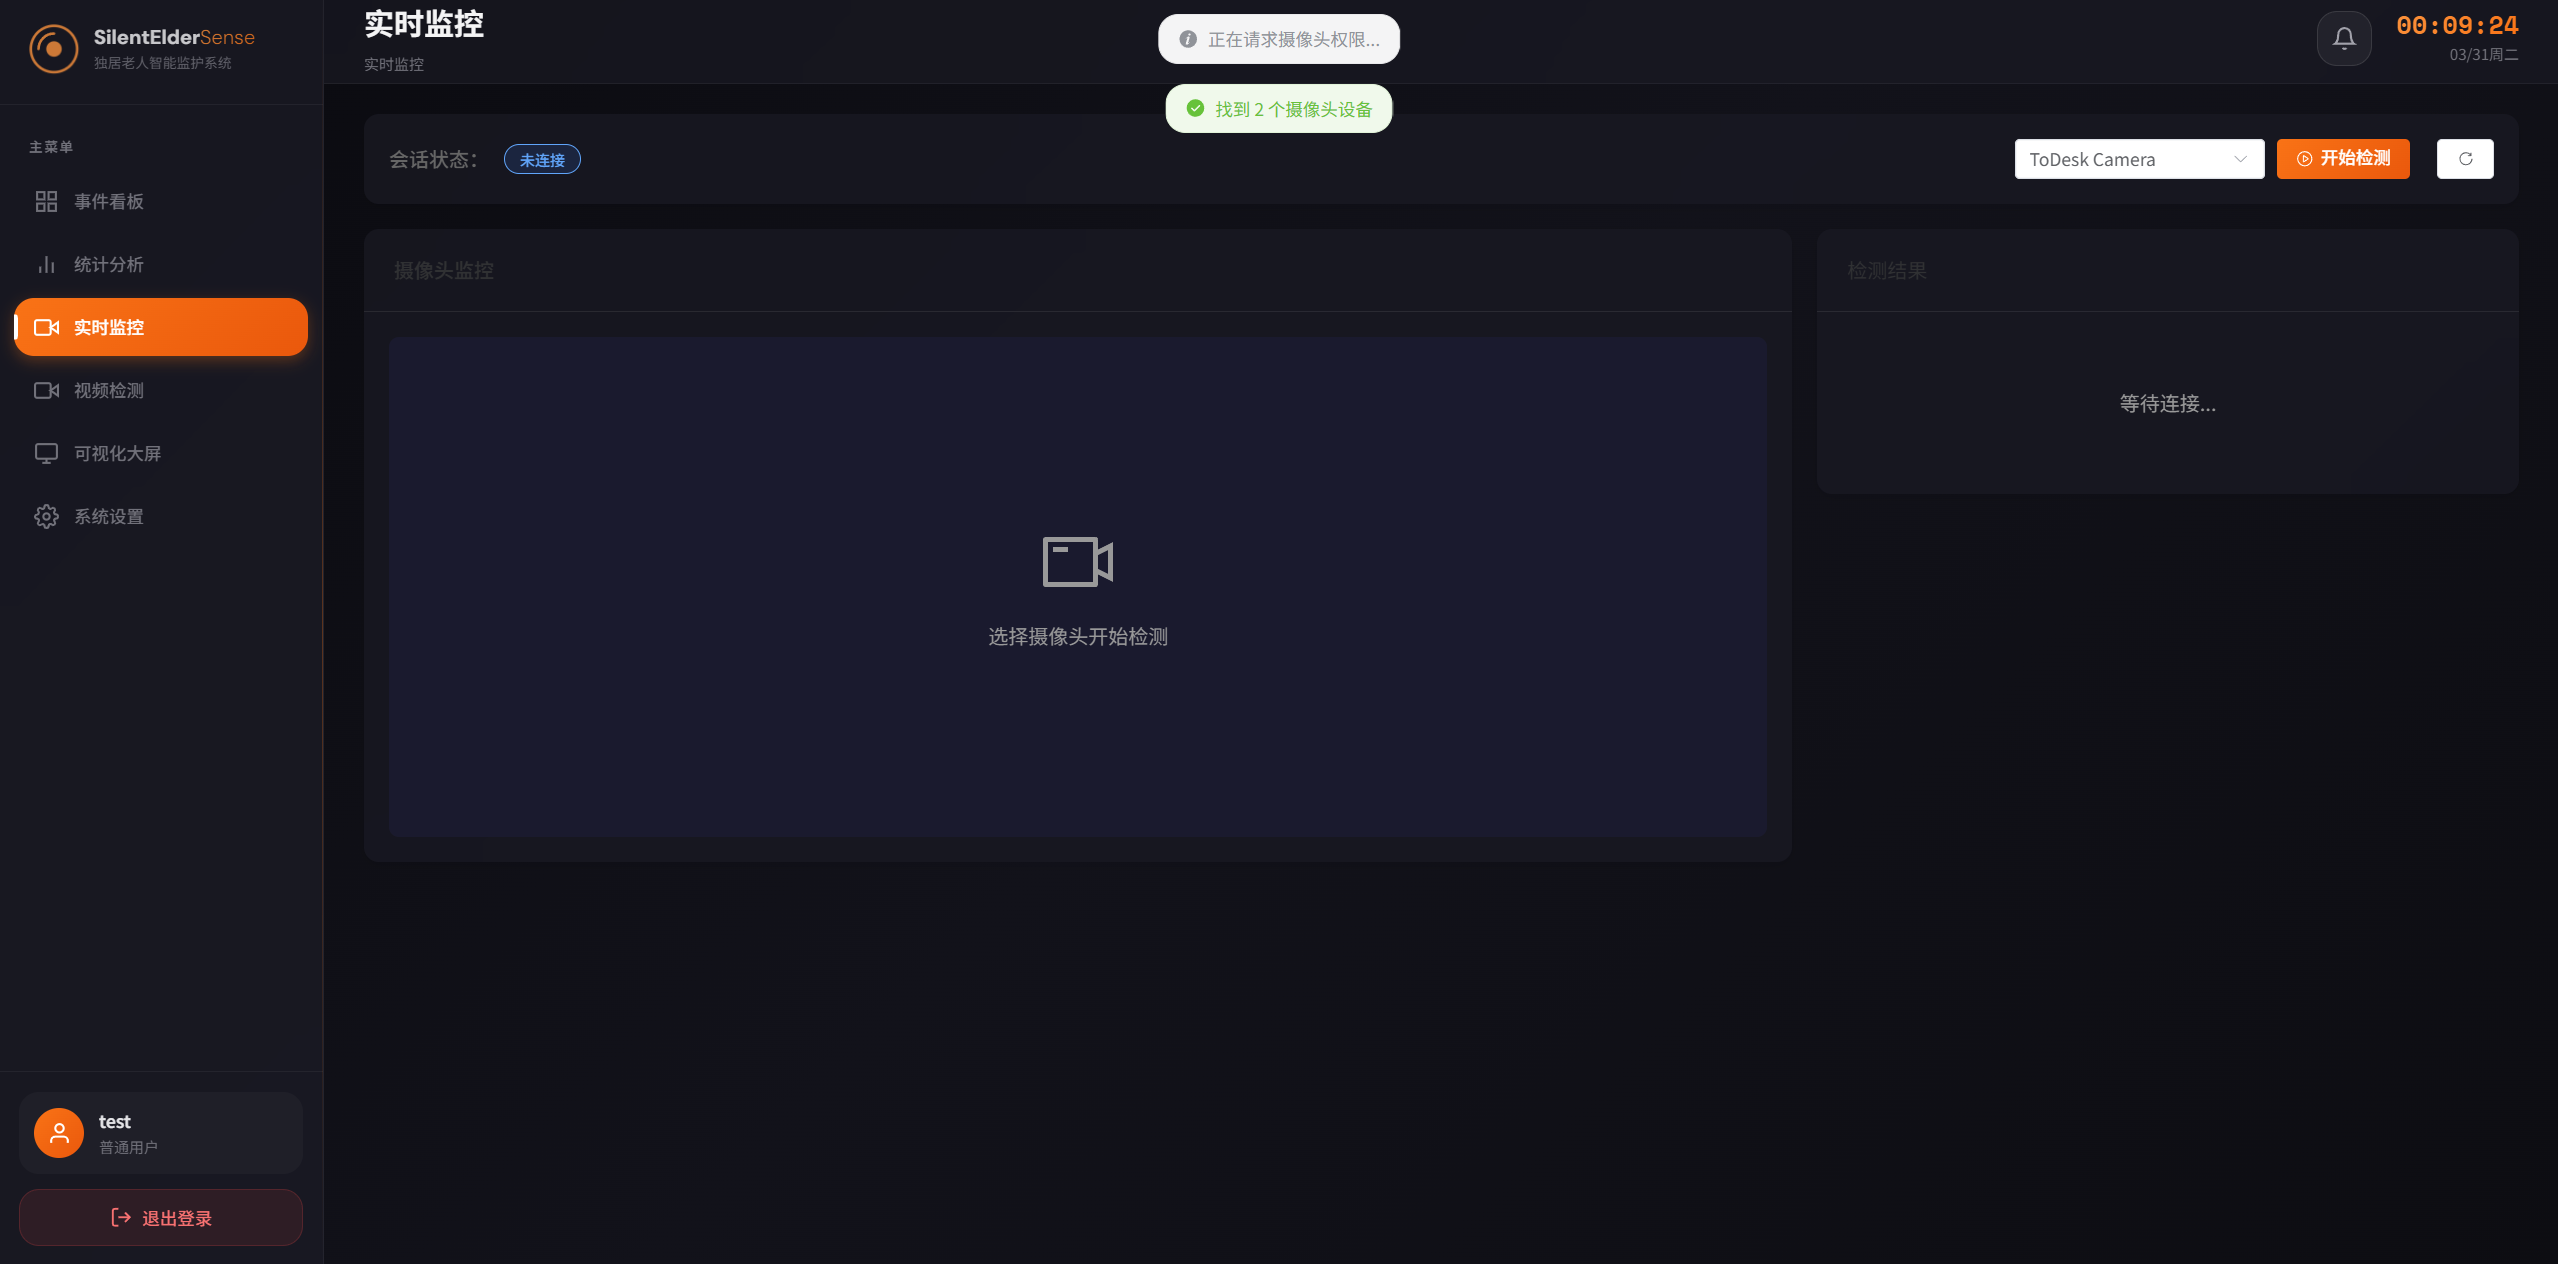 SilentElderSense
独居老人智能监护系统
主菜单
事件看板
统计分析
实时监控
视频检测
可视化大屏
系统设置
test
普通用户
退出登录
实时监控
实时监控
正在请求摄像头权限...
找到 2 个摄像头设备
00:09:24
03/31周二
会话状态：
未连接
ToDesk Camera
开始检测
摄像头监控
选择摄像头开始检测
检测结果
等待连接...